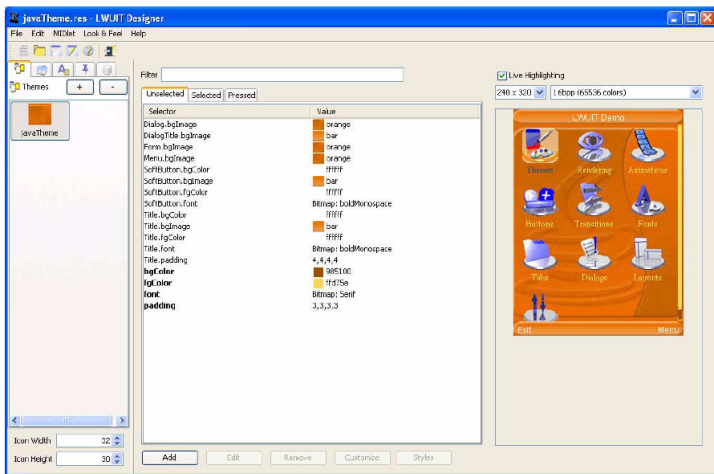 javaTheme.res - LWUIT Designer
File Edit MIDlet Look & Feel Help
Themes + -
javaTheme
Icon Width 32
Icon Height 30
Filter
Unselected Selected Pressed
Selector Value
Dialog.bgImage orange
DialogTitle.bgImage bar
Form.bgImage orange
Menu.bgImage orange
SoftButton.bgColor ffffff
SoftButton.bgImage bar
SoftButton.fgColor ffffff
SoftButton.font Bitmap: boldMonospace
Title.bgColor ffffff
Title.bgImage bar
Title.fgColor ffffff
Title.font Bitmap: boldMonospace
Title.padding 4,4,4,4
bgColor 985100
fgColor ffd75e
font Bitmap: Serif
padding 3,3,3,3
Add Edit Remove Customize Styles
Live Highlighting
240 x 320 16bpp (65536 colors)
LWUIT Demo
Themes Rendering Animations
Buttons Transitions Fonts
Tabs Dialogs Layouts
Exit Menu